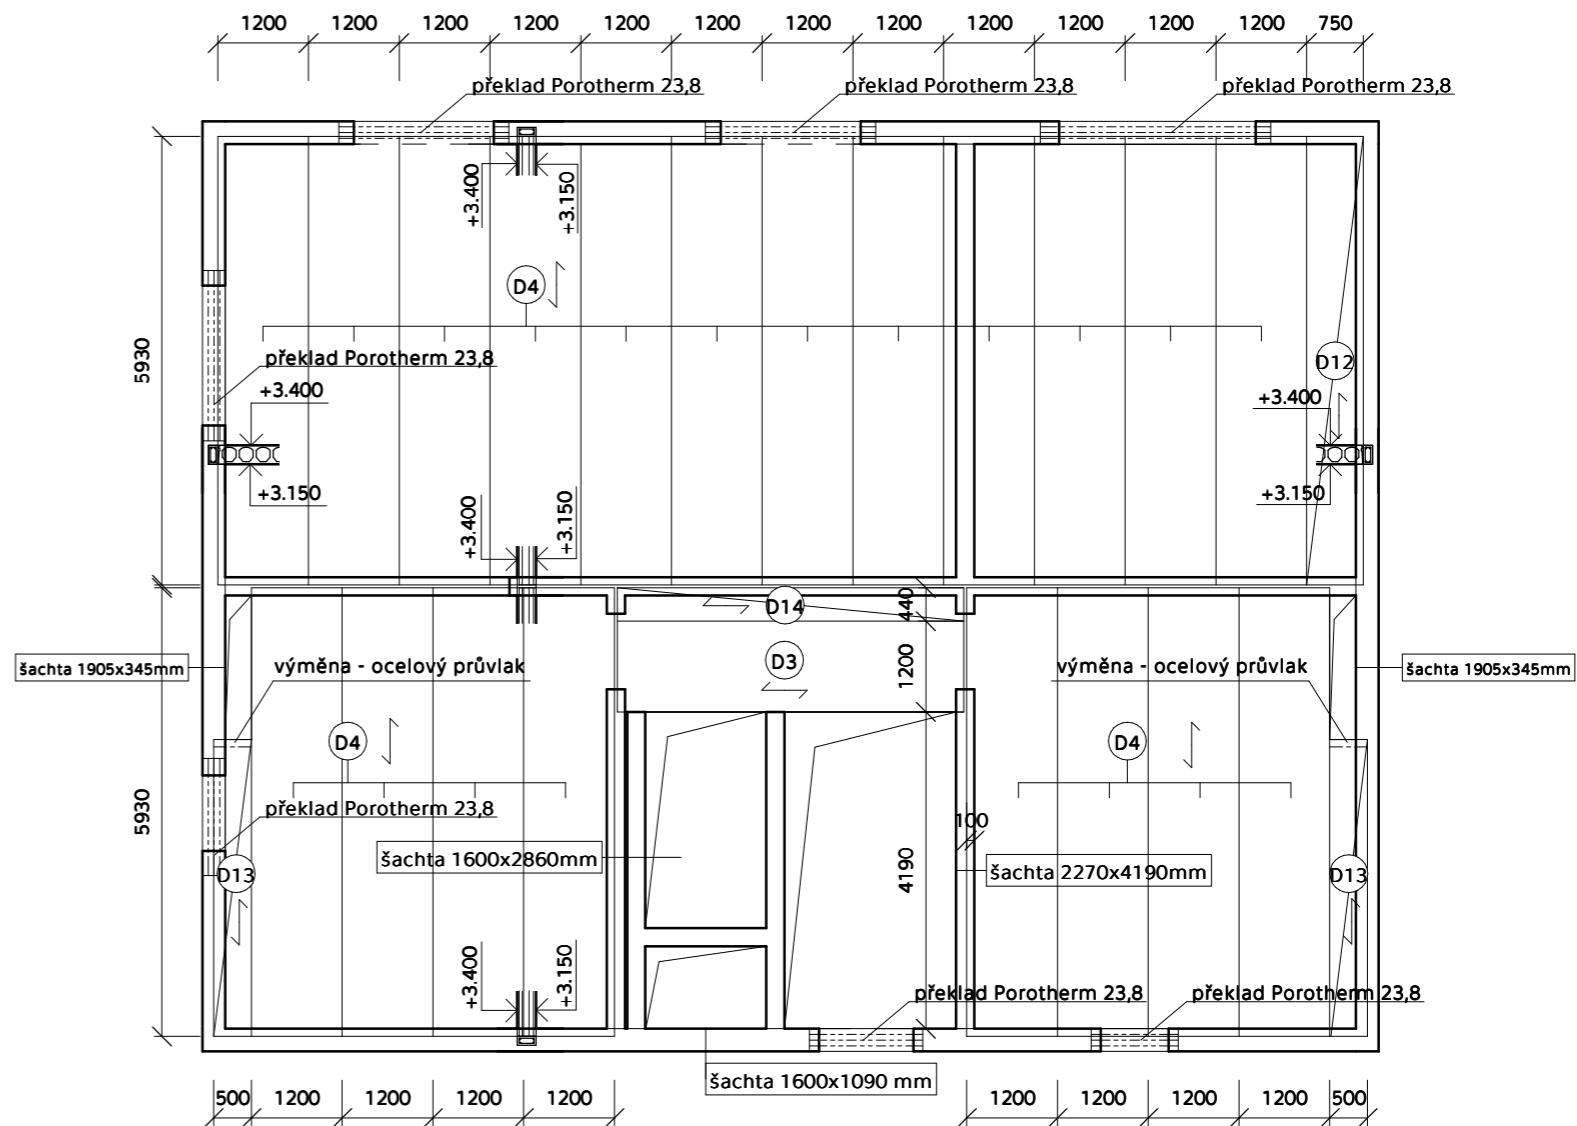 1200 1200 1200 1200 1200 1200 1200 1200 1200 1200 1200 1200 750
překlad Porotherm 23,8 překlad Porotherm 23,8 překlad Porotherm 23,8
+3.400 +3.150
D4
5930
překlad Porotherm 23,8
D12
+3.400 +3.400
+3.150 +3.150
+3.400 +3.150
D14 440
D3 1200
šachta 1905x345mm výměna - ocelový průvlak výměna - ocelový průvlak šachta 1905x345mm
D4 D4
5930
překlad Porotherm 23,8
100
šachta 1600x2860mm 4190 šachta 2270x4190mm
D13 D13
+3.400 +3.150
překlad Porotherm 23,8 překlad Porotherm 23,8
šachta 1600x1090 mm
500 1200 1200 1200 1200 1200 1200 1200 1200 500